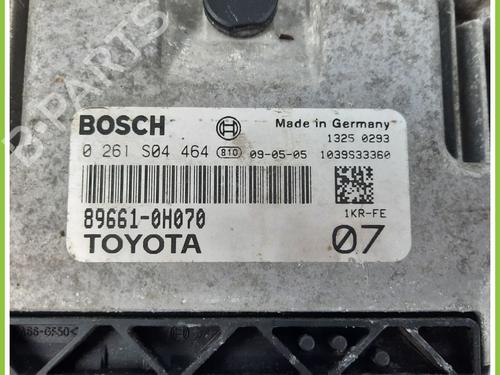 BOSCH
Made in Germany
1325 0293
0 261 S04 464 810 09-05-05 1039S33360
89661-0H070
1KR-FE
TOYOTA
07
B-PARTS